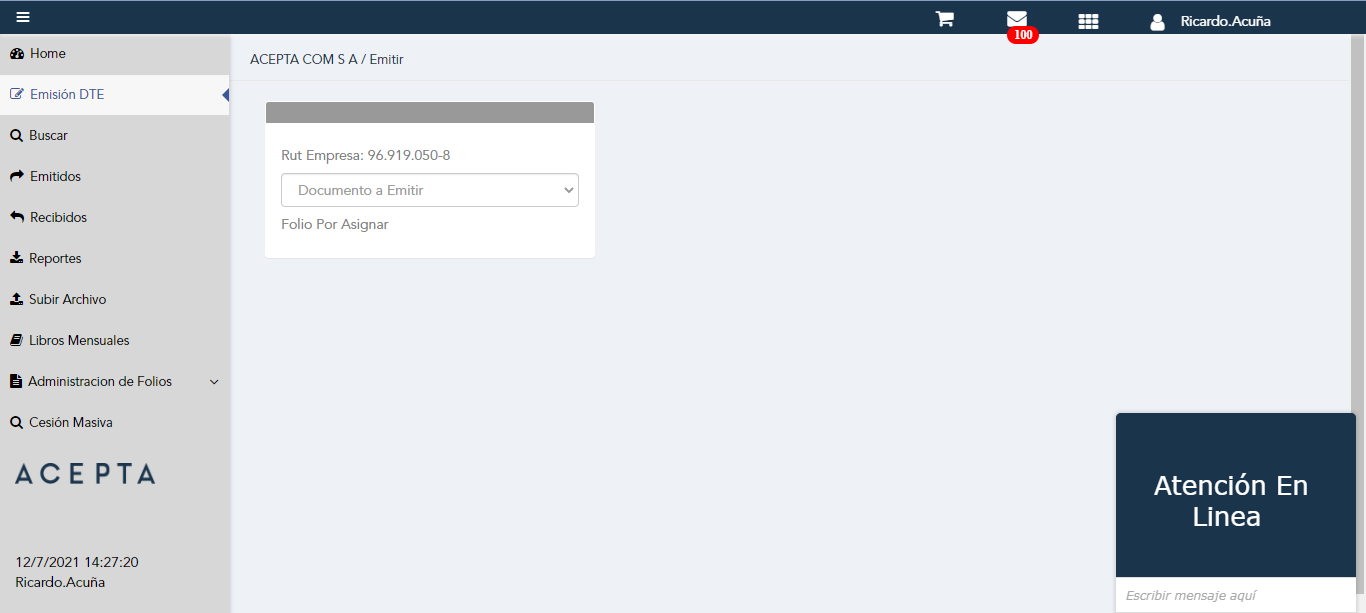 100
Ricardo.Acuña
Home
Emisión DTE
Buscar
Emitidos
Recibidos
Reportes
Subir Archivo
Libros Mensuales
Administracion de Folios
Cesión Masiva
ACEPTA
12/7/2021 14:27:20
Ricardo.Acuña
ACEPTA COM S A / Emitir
Rut Empresa: 96.919.050-8
Documento a Emitir
Folio Por Asignar
Atención En
Linea
Escribir mensaje aquí